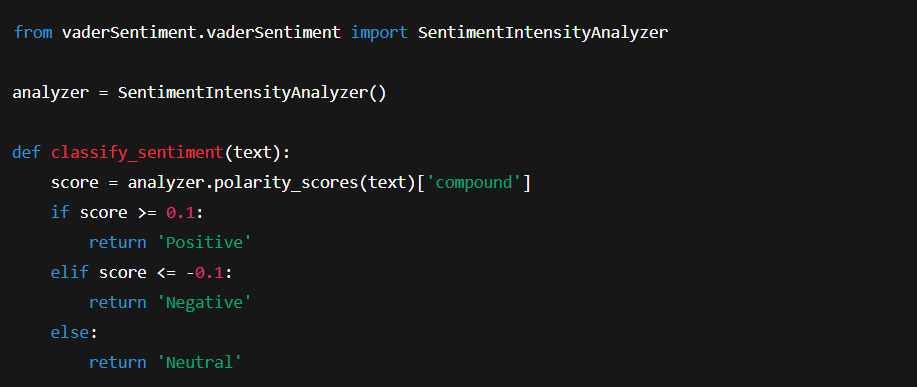 from vaderSentiment.vaderSentiment import SentimentIntensityAnalyzer
analyzer = SentimentIntensityAnalyzer()
def classify_sentiment(text):
    score = analyzer.polarity_scores(text)['compound']
    if score >= 0.1:
        return 'Positive'
    elif score <= -0.1:
        return 'Negative'
    else:
        return 'Neutral'